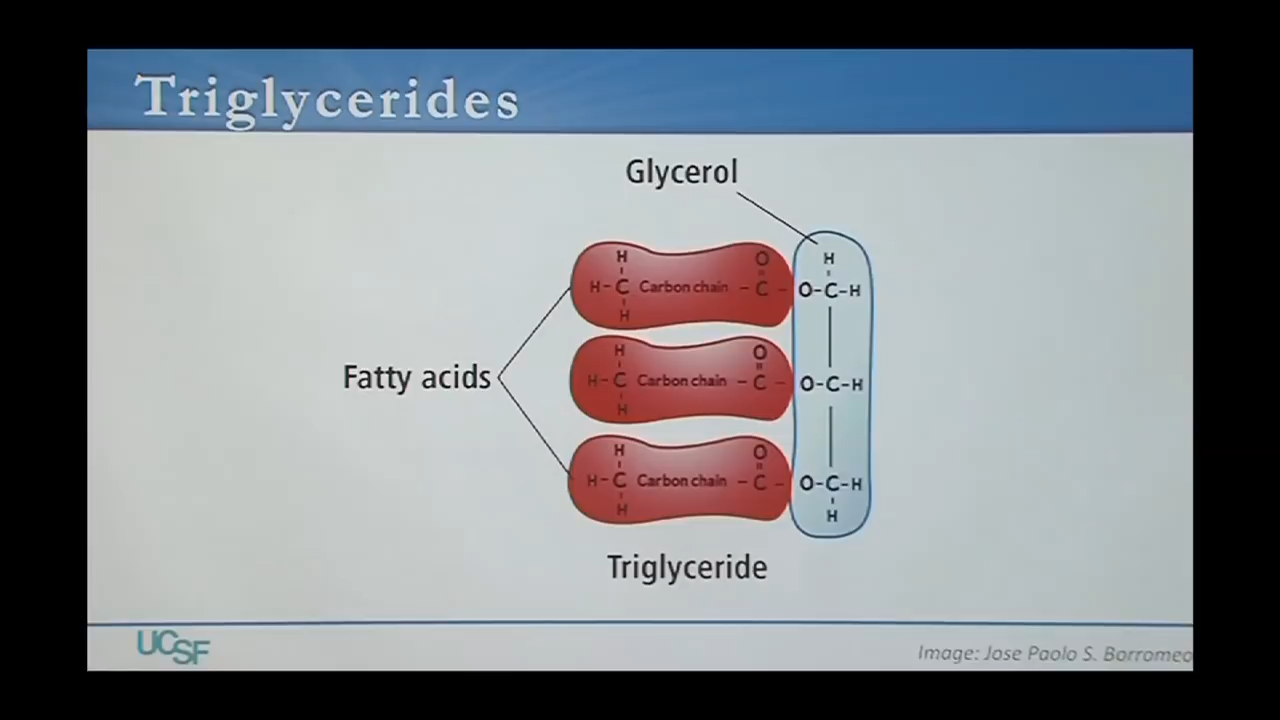 Triglycerides
Glycerol
H
O
H-C Carbon chain -C- O-C-H
H
Fatty acids
H
O
H-C Carbon chain -C- O-C-H
H
H
O
H-C Carbon chain -C- O-C-H
H
H
Triglyceride
UCSF
Image: Jose Paolo S. Borromeo